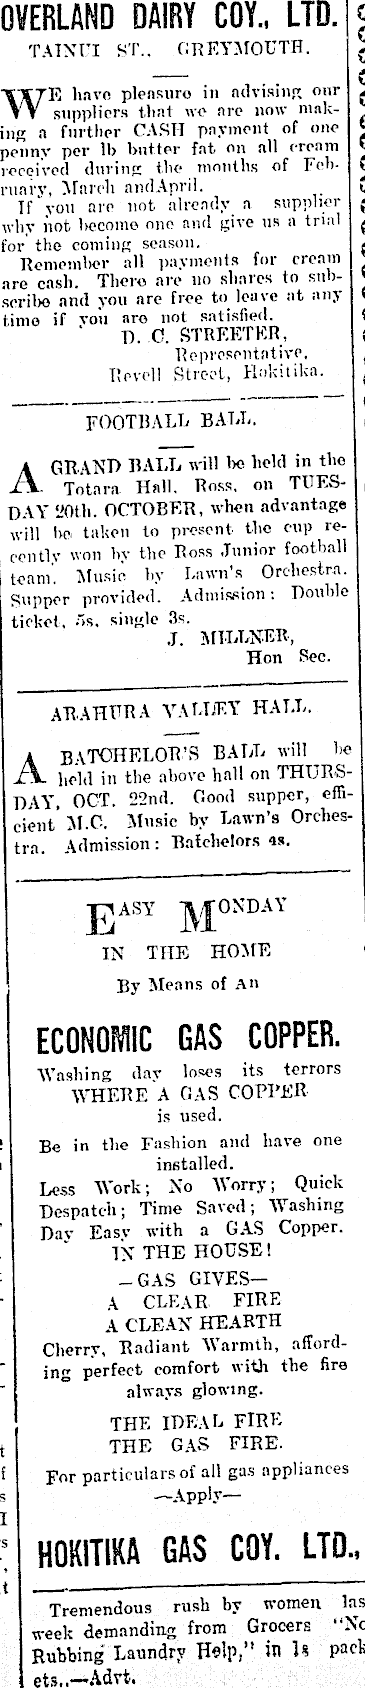 OVERLAND DAIRY COY., LTD.
TAINUI ST., GREYMOUTH.
WE have pleasure in advising our
suppliers that we are now mak-
ing a further CASH payment of one
penny per lb butter fat on all cream
received during the months of Feb-
ruary, March andApril.
If you are not already a supplier
why not become one and give us a trial
for the coming season.
Remember all payments for cream
are cash. There are no shares to sub-
scribe and you are free to leave at any
time if you are not satisfied.
D. C. STREETER,
Representative,
Revell Street, Hokitika.
FOOTBALL BALL.
A GRAND BALL will be held in the
Totara Hall, Ross, on TUES-
DAY 20th. OCTOBER, when advantage
will be taken to present the cup re-
cently won by the Ross Junior football
team. Music by Lawn's Orchestra.
Supper provided. Admission: Double
ticket, 5s, single 3s.
J. MILLNER,
Hon Sec.
ARAHURA VALLEY HALL.
A BATCHELOR'S BALL will be
held in the above hall on THURS-
DAY, OCT. 22nd. Good supper, effi-
cient M.C. Music by Lawn's Orches-
tra. Admission: Batchelors 4s.
EASY MONDAY
IN THE HOME
By Means of An
ECONOMIC GAS COPPER.
Washing day loses its terrors
WHERE A GAS COPPER
is used.
Be in the Fashion and have one
installed.
Less Work; No Worry; Quick
Despatch; Time Saved; Washing
Day Easy with a GAS Copper.
IN THE HOUSE!
—GAS GIVES—
A CLEAR FIRE
A CLEAN HEARTH
Cherry, Radiant Warmth, afford-
ing perfect comfort with the fire
always glowing.
THE IDEAL FIRE
THE GAS FIRE.
For particulars of all gas appliances
—Apply—
HOKITIKA GAS COY. LTD.,
Tremendous rush by women las
week demanding from Grocers "No
Rubbing Laundry Help," in 1s pack
ets..—Advt.